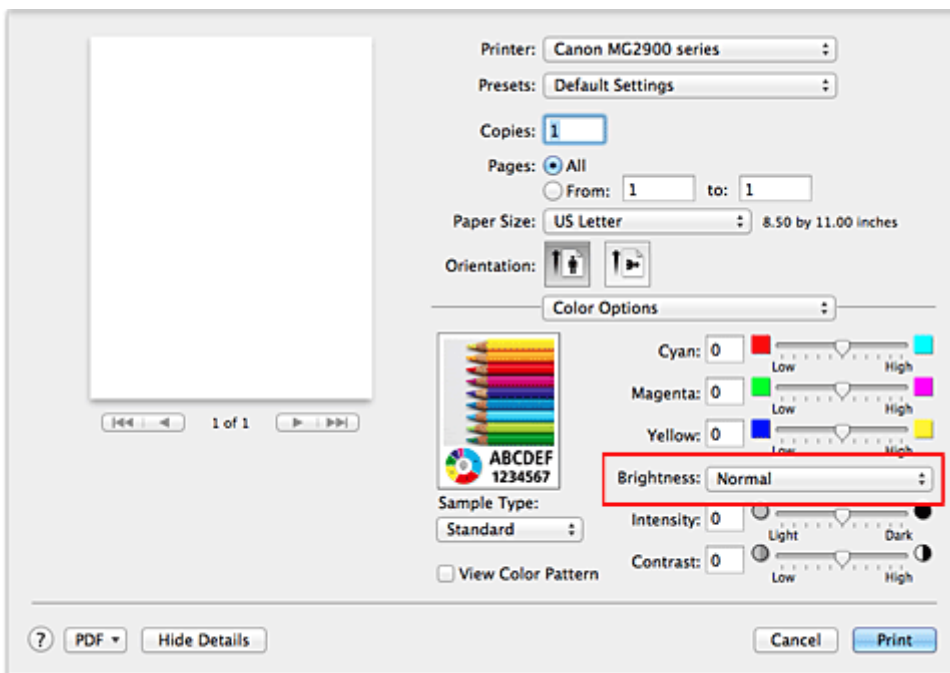 Printer: Canon MG2900 series
Presets: Default Settings
Copies: 1
Pages: All
From: 1 to: 1
Paper Size: US Letter 8.50 by 11.00 inches
Orientation:
Color Options
1 of 1
ABCDEF
1234567
Sample Type:
Standard
View Color Pattern
Cyan: 0
Low High
Magenta: 0
Low High
Yellow: 0
Low High
Brightness: Normal
Intensity: 0
Light Dark
Contrast: 0
Low High
? PDF Hide Details Cancel Print